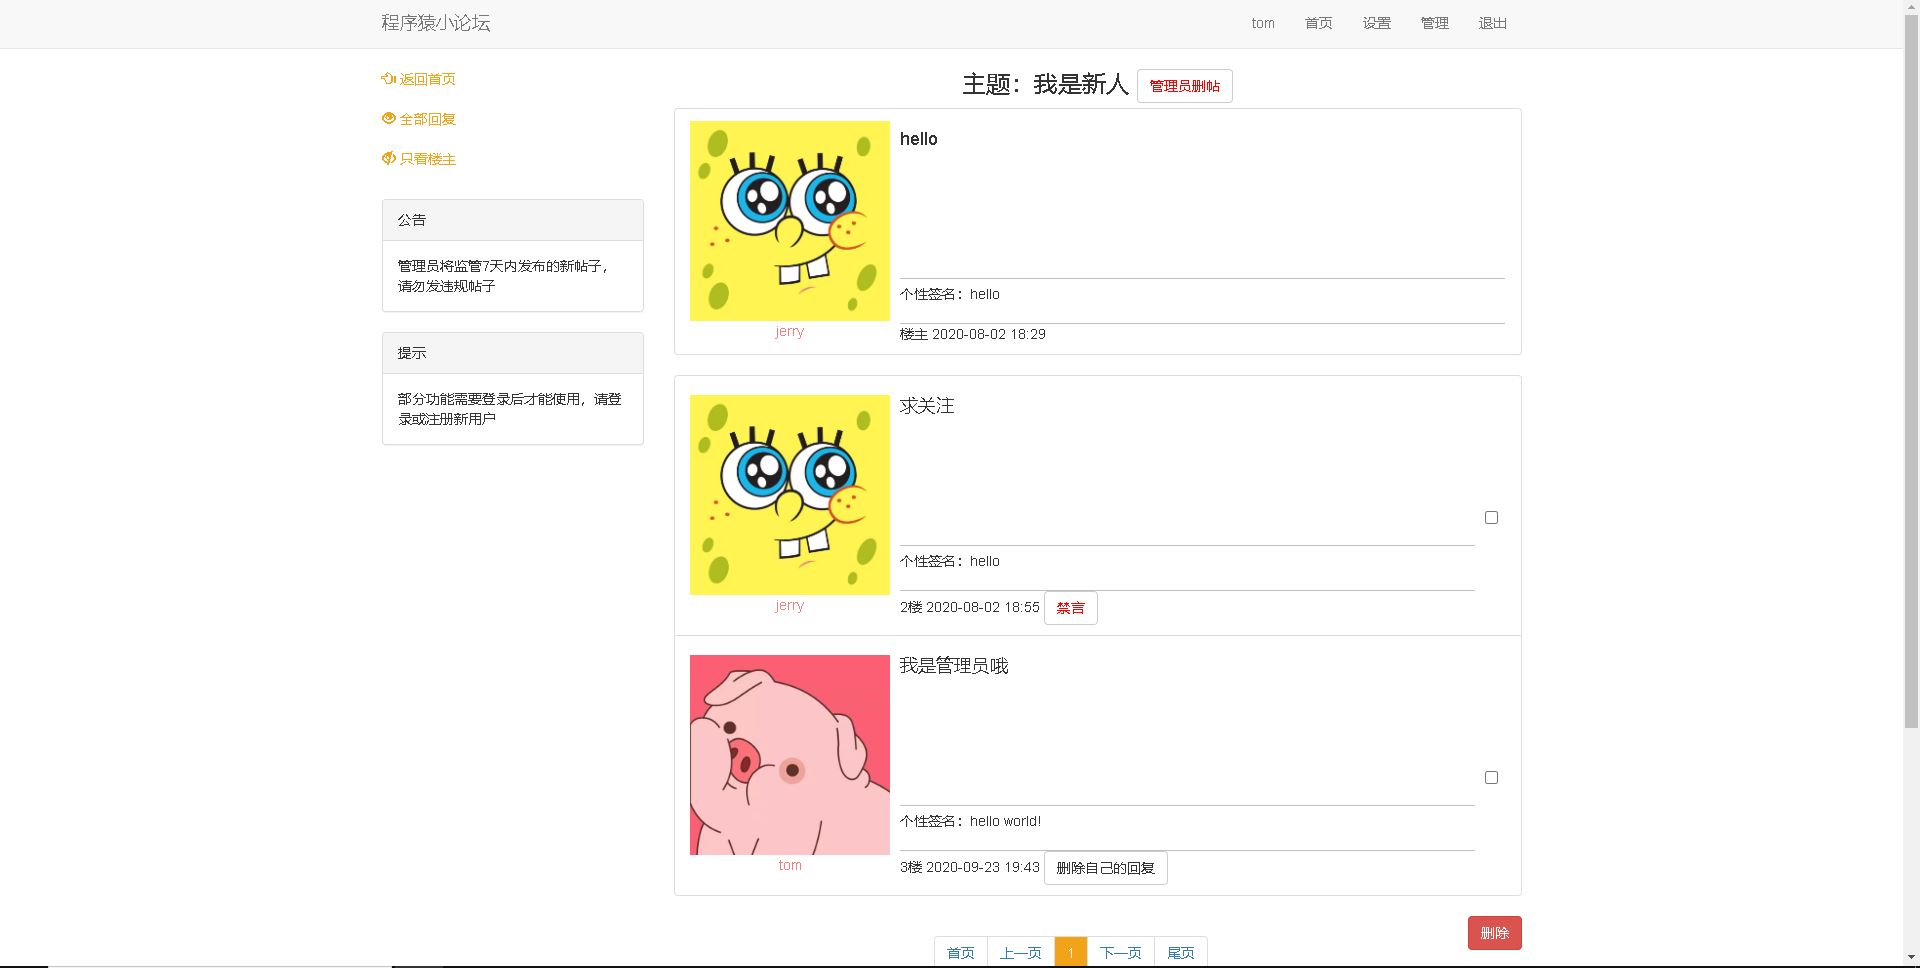 程序猿小论坛
tom 首页 设置 管理 退出
返回首页
全部回复
只看楼主
公告
管理员将监管7天内发布的新帖子，
请勿发违规帖子
提示
部分功能需要登录后才能使用，请登
录或注册新用户
主题：我是新人 管理员删帖
hello
个性签名：hello
jerry
楼主 2020-08-02 18:29
求关注
个性签名：hello
jerry
2楼 2020-08-02 18:55 禁言
我是管理员哦
个性签名：hello world!
tom
3楼 2020-09-23 19:43 删除自己的回复
删除
首页 上一页 1 下一页 尾页